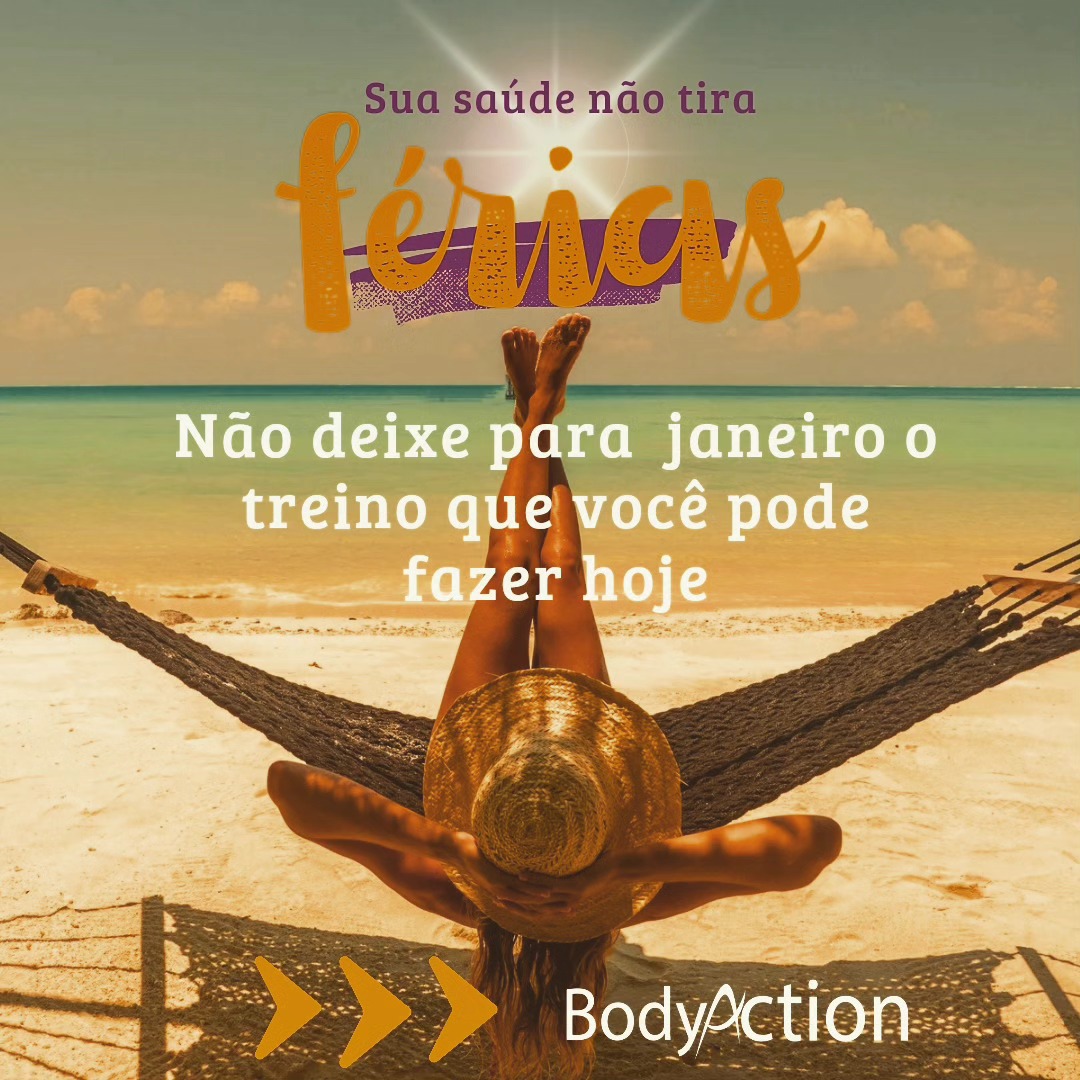 Sua saúde não tira
férias
Não deixe para janeiro o
treino que você pode
fazer hoje
BodyAction